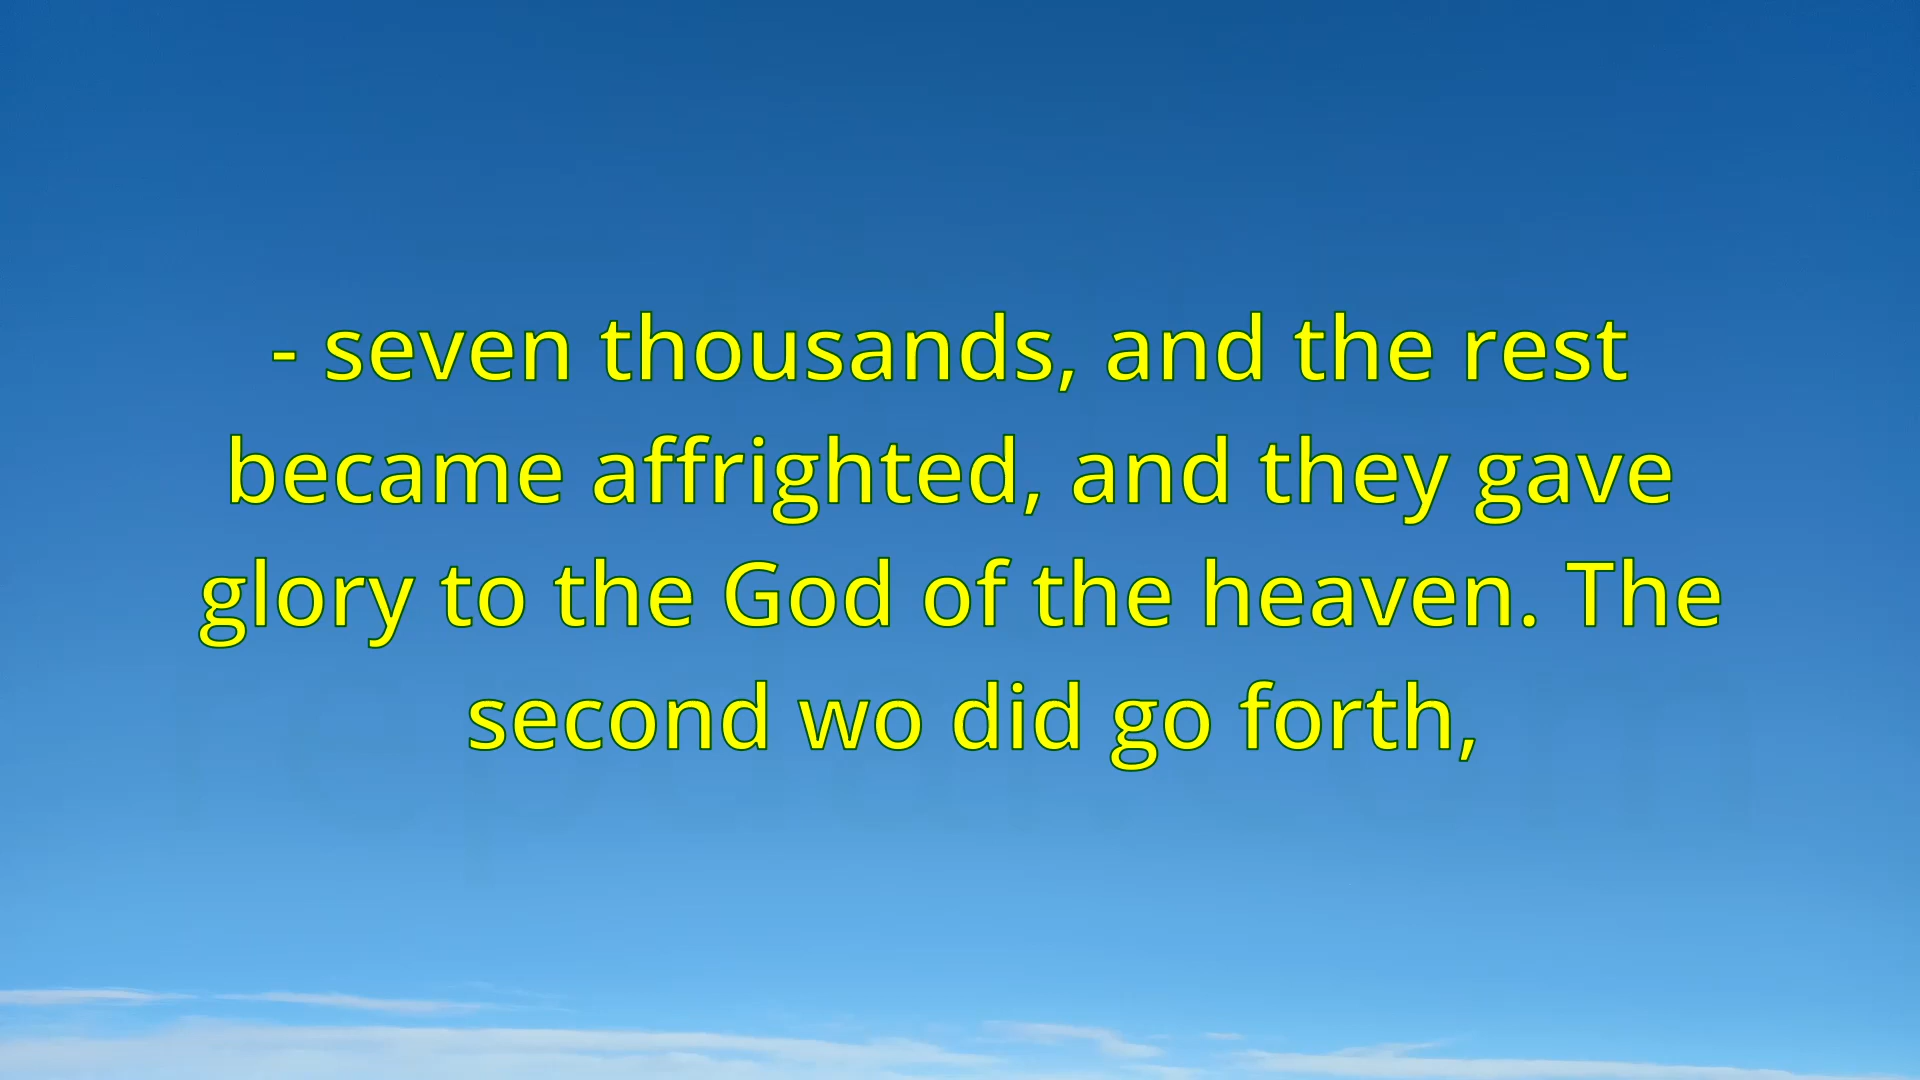 - seven thousands, and the rest
became affrighted, and they gave
glory to the God of the heaven. The
second wo did go forth,